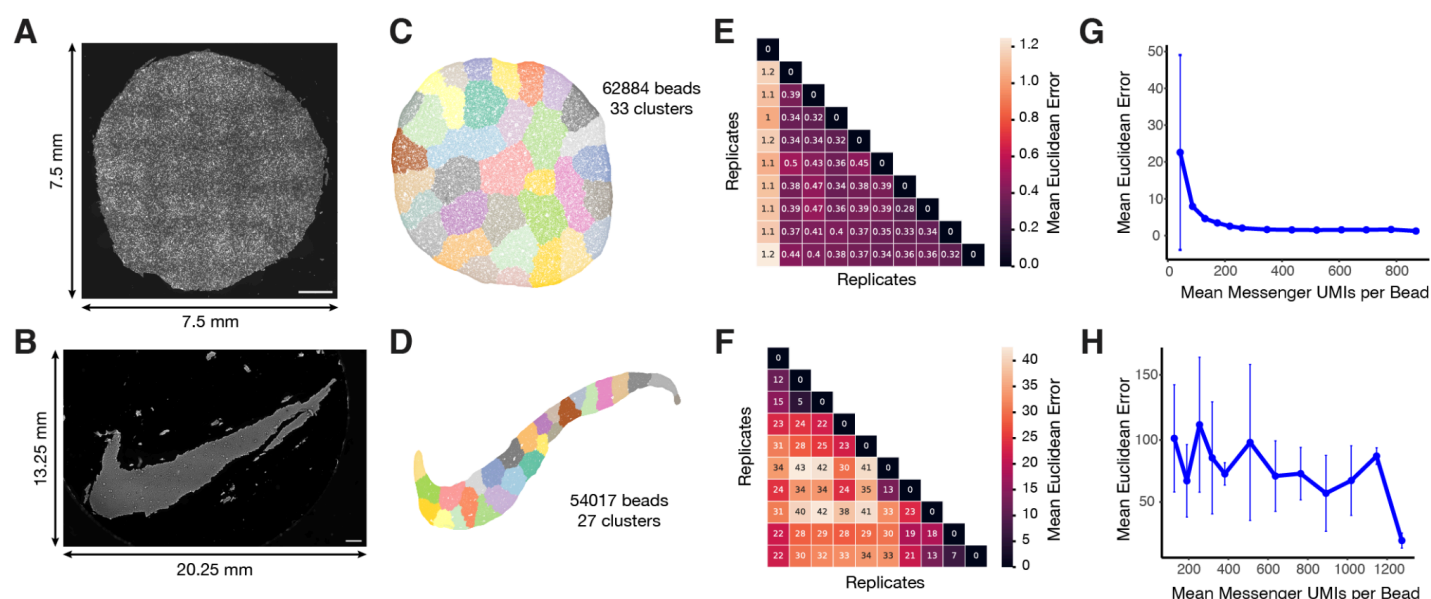 A
7.5 mm
7.5 mm
B
13.25 mm
20.25 mm
C
62884 beads
33 clusters
D
54017 beads
27 clusters
E
0
1.2 0
1.1 0.39 0
1 0.34 0.32 0
1.2 0.34 0.34 0.32 0
1.1 0.5 0.43 0.36 0.45 0
1.1 0.38 0.47 0.34 0.38 0.39 0
1.1 0.39 0.47 0.36 0.39 0.39 0.28 0
1.1 0.37 0.41 0.4 0.37 0.35 0.33 0.34 0
1.2 0.44 0.4 0.38 0.37 0.34 0.36 0.36 0.32 0
Replicates
Replicates
1.2
1.0
0.8
0.6
0.4
0.2
0.0
Mean Euclidean Error
F
0
12 0
15 5 0
23 24 22 0
31 28 25 23 0
34 43 42 30 41 0
24 34 34 24 35 13 0
31 40 42 38 41 33 23 0
22 28 29 28 29 30 19 18 0
22 30 32 33 34 33 21 13 7 0
Replicates
Replicates
40
35
30
25
20
15
10
5
0
Mean Euclidean Error
G
Mean Euclidean Error
50
40
30
20
10
0
0 200 400 600 800
Mean Messenger UMIs per Bead
H
Mean Euclidean Error
150
100
50
200 400 600 800 1000 1200
Mean Messenger UMIs per Bead